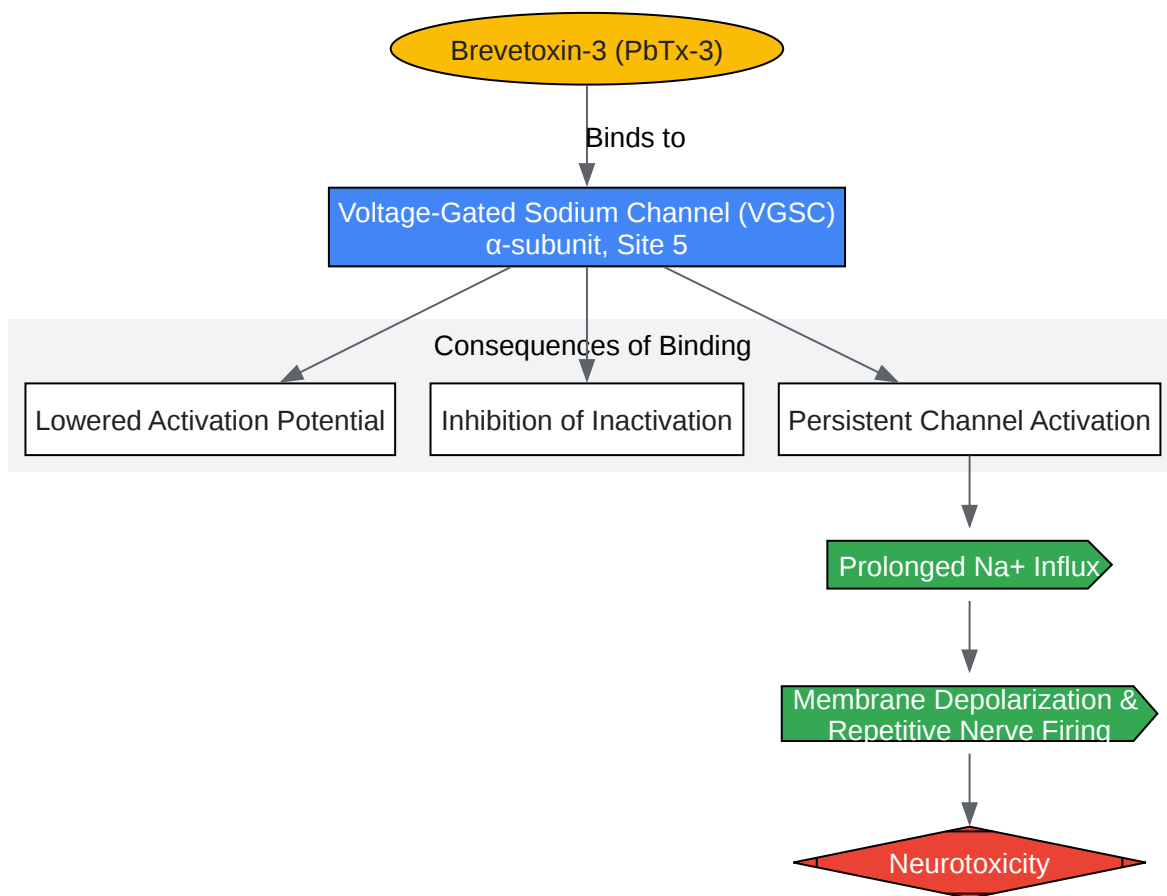 Brevetoxin-3 (PbTx-3)
Binds to
Voltage-Gated Sodium Channel (VGSC)
α-subunit, Site 5
Consequences of Binding
Lowered Activation Potential
Inhibition of Inactivation
Persistent Channel Activation
Prolonged Na+ Influx
Membrane Depolarization &
Repetitive Nerve Firing
Neurotoxicity